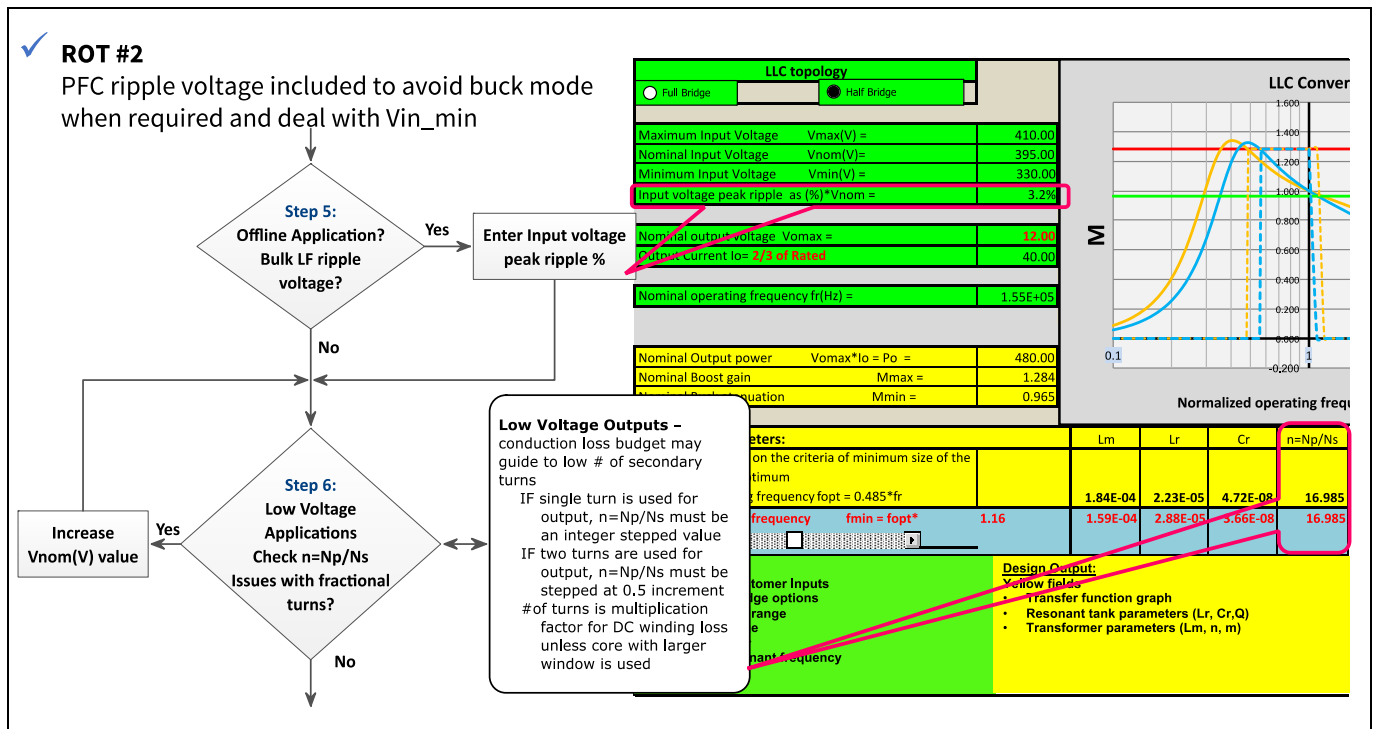 ROT #2
PFC ripple voltage included to avoid buck mode
when required and deal with Vin_min
Step 5:
Offline Application?
Bulk LF ripple
voltage?
Yes
Enter Input voltage
peak ripple %
No
Step 6:
Low Voltage
Applications
Check n=Np/Ns
Issues with fractional
turns?
Yes
Increase
Vnom(V) value
No
Low Voltage Outputs –
conduction loss budget may
guide to low # of secondary
turns
IF single turn is used for
output, n=Np/Ns must be
an integer stepped value
IF two turns are used for
output, n=Np/Ns must be
stepped at 0.5 increment
#of turns is multiplication
factor for DC winding loss
unless core with larger
window is used
LLC topology
Full Bridge Half Bridge
Maximum Input Voltage Vmax(V) = 410.00
Nominal Input Voltage Vnom(V)= 395.00
Minimum Input Voltage Vmin(V) = 330.00
Input voltage peak ripple as (%)*Vnom = 3.2%
Nominal output voltage Vomax = 12.00
Output Current Io= 2/3 of Rated 40.00
Nominal operating frequency fr(Hz) = 1.55E+05
Nominal Output power Vomax*Io = Po = 480.00
Nominal Boost gain Mmax = 1.284
Mmin = 0.965
LLC Conver
1.600
1.400
1.200
1.000
0.800
0.600
0.400
0.200
0.000
-0.200
M
0.1 1
Normalized operating frequ
eters: Lm Lr Cr n=Np/Ns
on the criteria of minimum size of the
timum
frequency fopt = 0.485*fr 1.84E-04 2.23E-05 4.72E-08 16.985
frequency fmin = fopt* 1.16 1.59E-04 2.88E-05 3.66E-08 16.985
tomer Inputs
dge options
range
e
nant frequency
Design Output:
Yellow fields
• Transfer function graph
• Resonant tank parameters (Lr, Cr,Q)
• Transformer parameters (Lm, n, m)